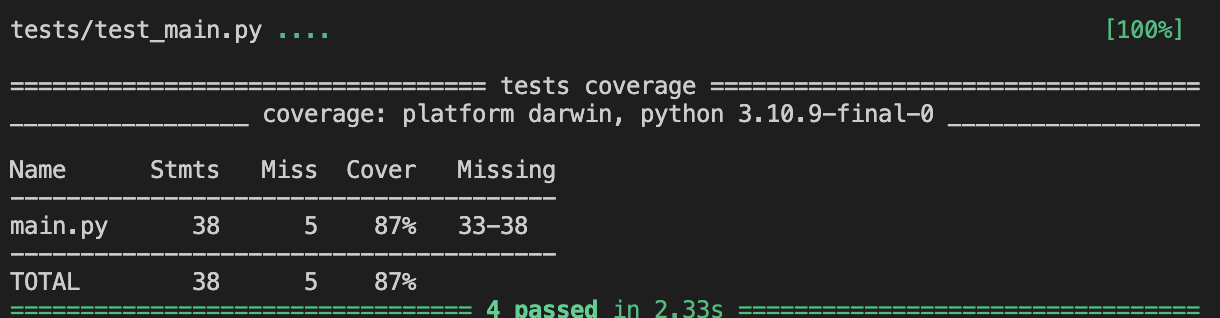 tests/test_main.py .... [100%]
================================== tests coverage ===================================
_________________ coverage: platform darwin, python 3.10.9-final-0 __________________
Name      Stmts   Miss  Cover   Missing
---------------------------------------
main.py      38      5    87%   33-38
---------------------------------------
TOTAL        38      5    87%
================================= 4 passed in 2.33s =================================